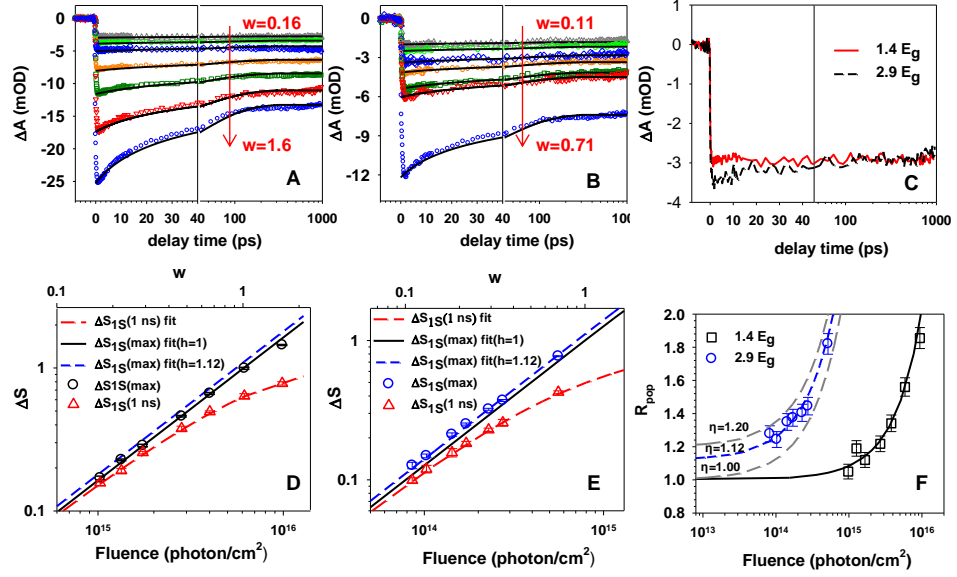 0
-5
-10
-15
-20
-25
ΔA (mOD)
w=0.16
w=1.6
A
0 10 20 30 40 40 100 1000
delay time (ps)
0
-3
-6
-9
-12
ΔA (mOD)
w=0.11
w=0.71
B
0 10 20 30 40 40 100 1000
delay time (ps)
0
-1
-2
-3
-4
ΔA (mOD)
1.4 Eg
2.9 Eg
C
0 10 20 30 40 100 1000
delay time (ps)
w
0.1 1
ΔS1S(1 ns) fit
ΔS1S(max) fit(h=1)
ΔS1S(max) fit(h=1.12)
ΔS1S(max)
ΔS1S(1 ns)
1
0.1
ΔS
D
10^15 10^16
Fluence (photon/cm^2)
w
0.1 1
ΔS1S(1 ns) fit
ΔS1S(max) fit(h=1)
ΔS1S(max) fit(h=1.12)
ΔS1S(max)
ΔS1S(1 ns)
1
0.1
ΔS
E
10^14 10^15
Fluence (photon/cm^2)
2.0
1.8
1.6
1.4
1.2
1.0
Rpop
1.4 Eg
2.9 Eg
η=1.20
η=1.12
η=1.00
F
10^13 10^14 10^15 10^16
Fluence (photon/cm^2)